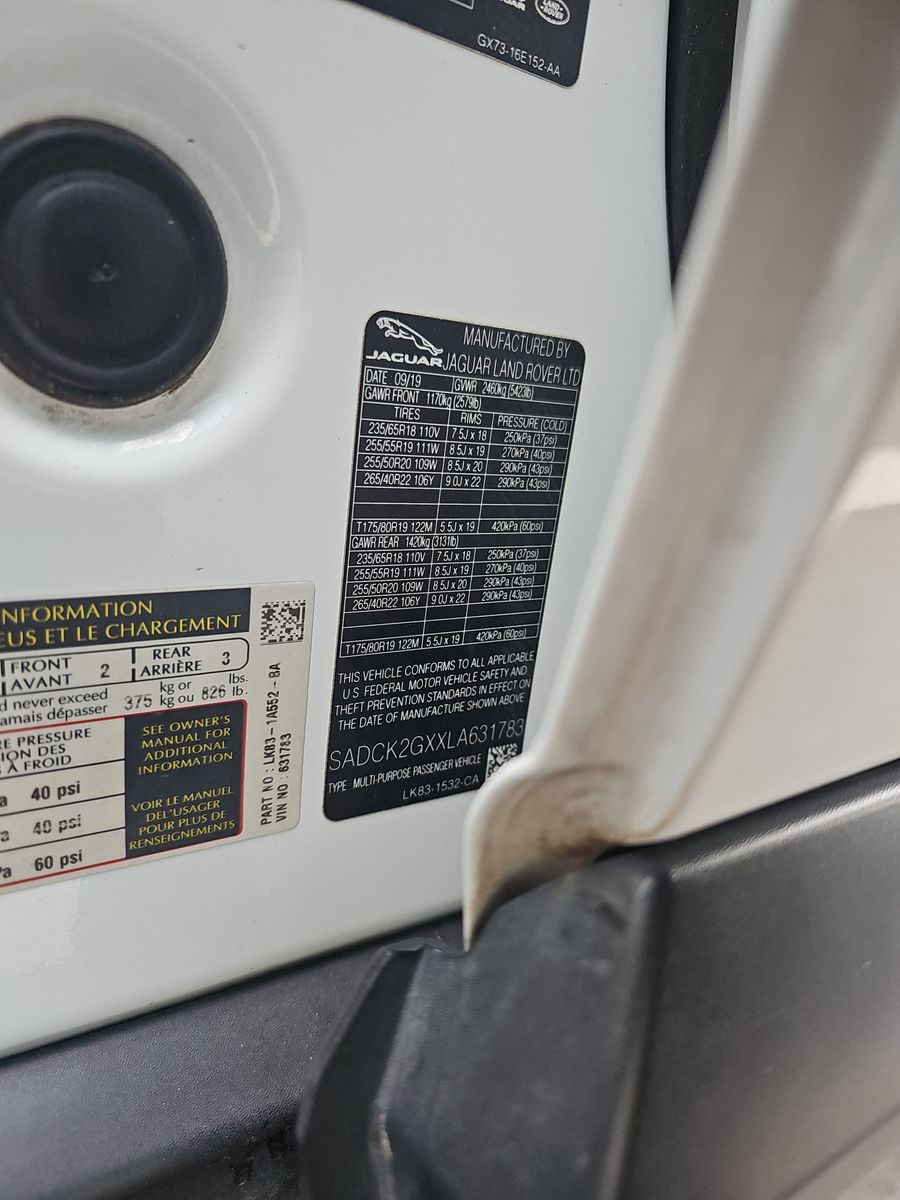 LAND-
ROVER
GX73-16E152-AA
JAGUAR
MANUFACTURED BY
JAGUAR LAND ROVER LTD
DATE 09/19 GVWR 2460kg (5423lb)
GAWR FRONT 1170kg (2579lb)
TIRES RIMS PRESSURE (COLD)
235/65R18 110V 7.5J x 18 250kPa (37psi)
255/55R19 111W 8.5J x 19 270kPa (40psi)
255/50R20 109W 8.5J x 20 290kPa (43psi)
265/40R22 106Y 9.0J x 22 290kPa (43psi)
T175/80R19 122M 5.5J x 19 420kPa (60psi)
GAWR REAR 1420kg (3131lb)
235/65R18 110V 7.5J x 18 250kPa (37psi)
255/55R19 111W 8.5J x 19 270kPa (40psi)
255/50R20 109W 8.5J x 20 290kPa (43psi)
265/40R22 106Y 9.0J x 22 290kPa (43psi)
T175/80R19 122M 5.5J x 19 420kPa (60psi)
THIS VEHICLE CONFORMS TO ALL APPLICABLE
U.S. FEDERAL MOTOR VEHICLE SAFETY AND
THEFT PREVENTION STANDARDS IN EFFECT ON
THE DATE OF MANUFACTURE SHOWN ABOVE
SADCK2GXXLA631783
TYPE MULTI-PURPOSE PASSENGER VEHICLE
LK83-1532-CA
NFORMATION
EUS ET LE CHARGEMENT
FRONT
AVANT 2
REAR
ARRIÈRE 3
d never exceed
amais dépasser
375 kg or
kg ou 826 lbs.
lb.
RE PRESSURE
ION DES
À FROID
a 40 psi
a 40 psi
Pa 60 psi
SEE OWNER'S
MANUAL FOR
ADDITIONAL
INFORMATION
VOIR LE MANUEL
DEL'USAGER
POUR PLUS DE
RENSEIGNEMENTS
PART NO : LK83-1A552-BA
VIN NO : 631783